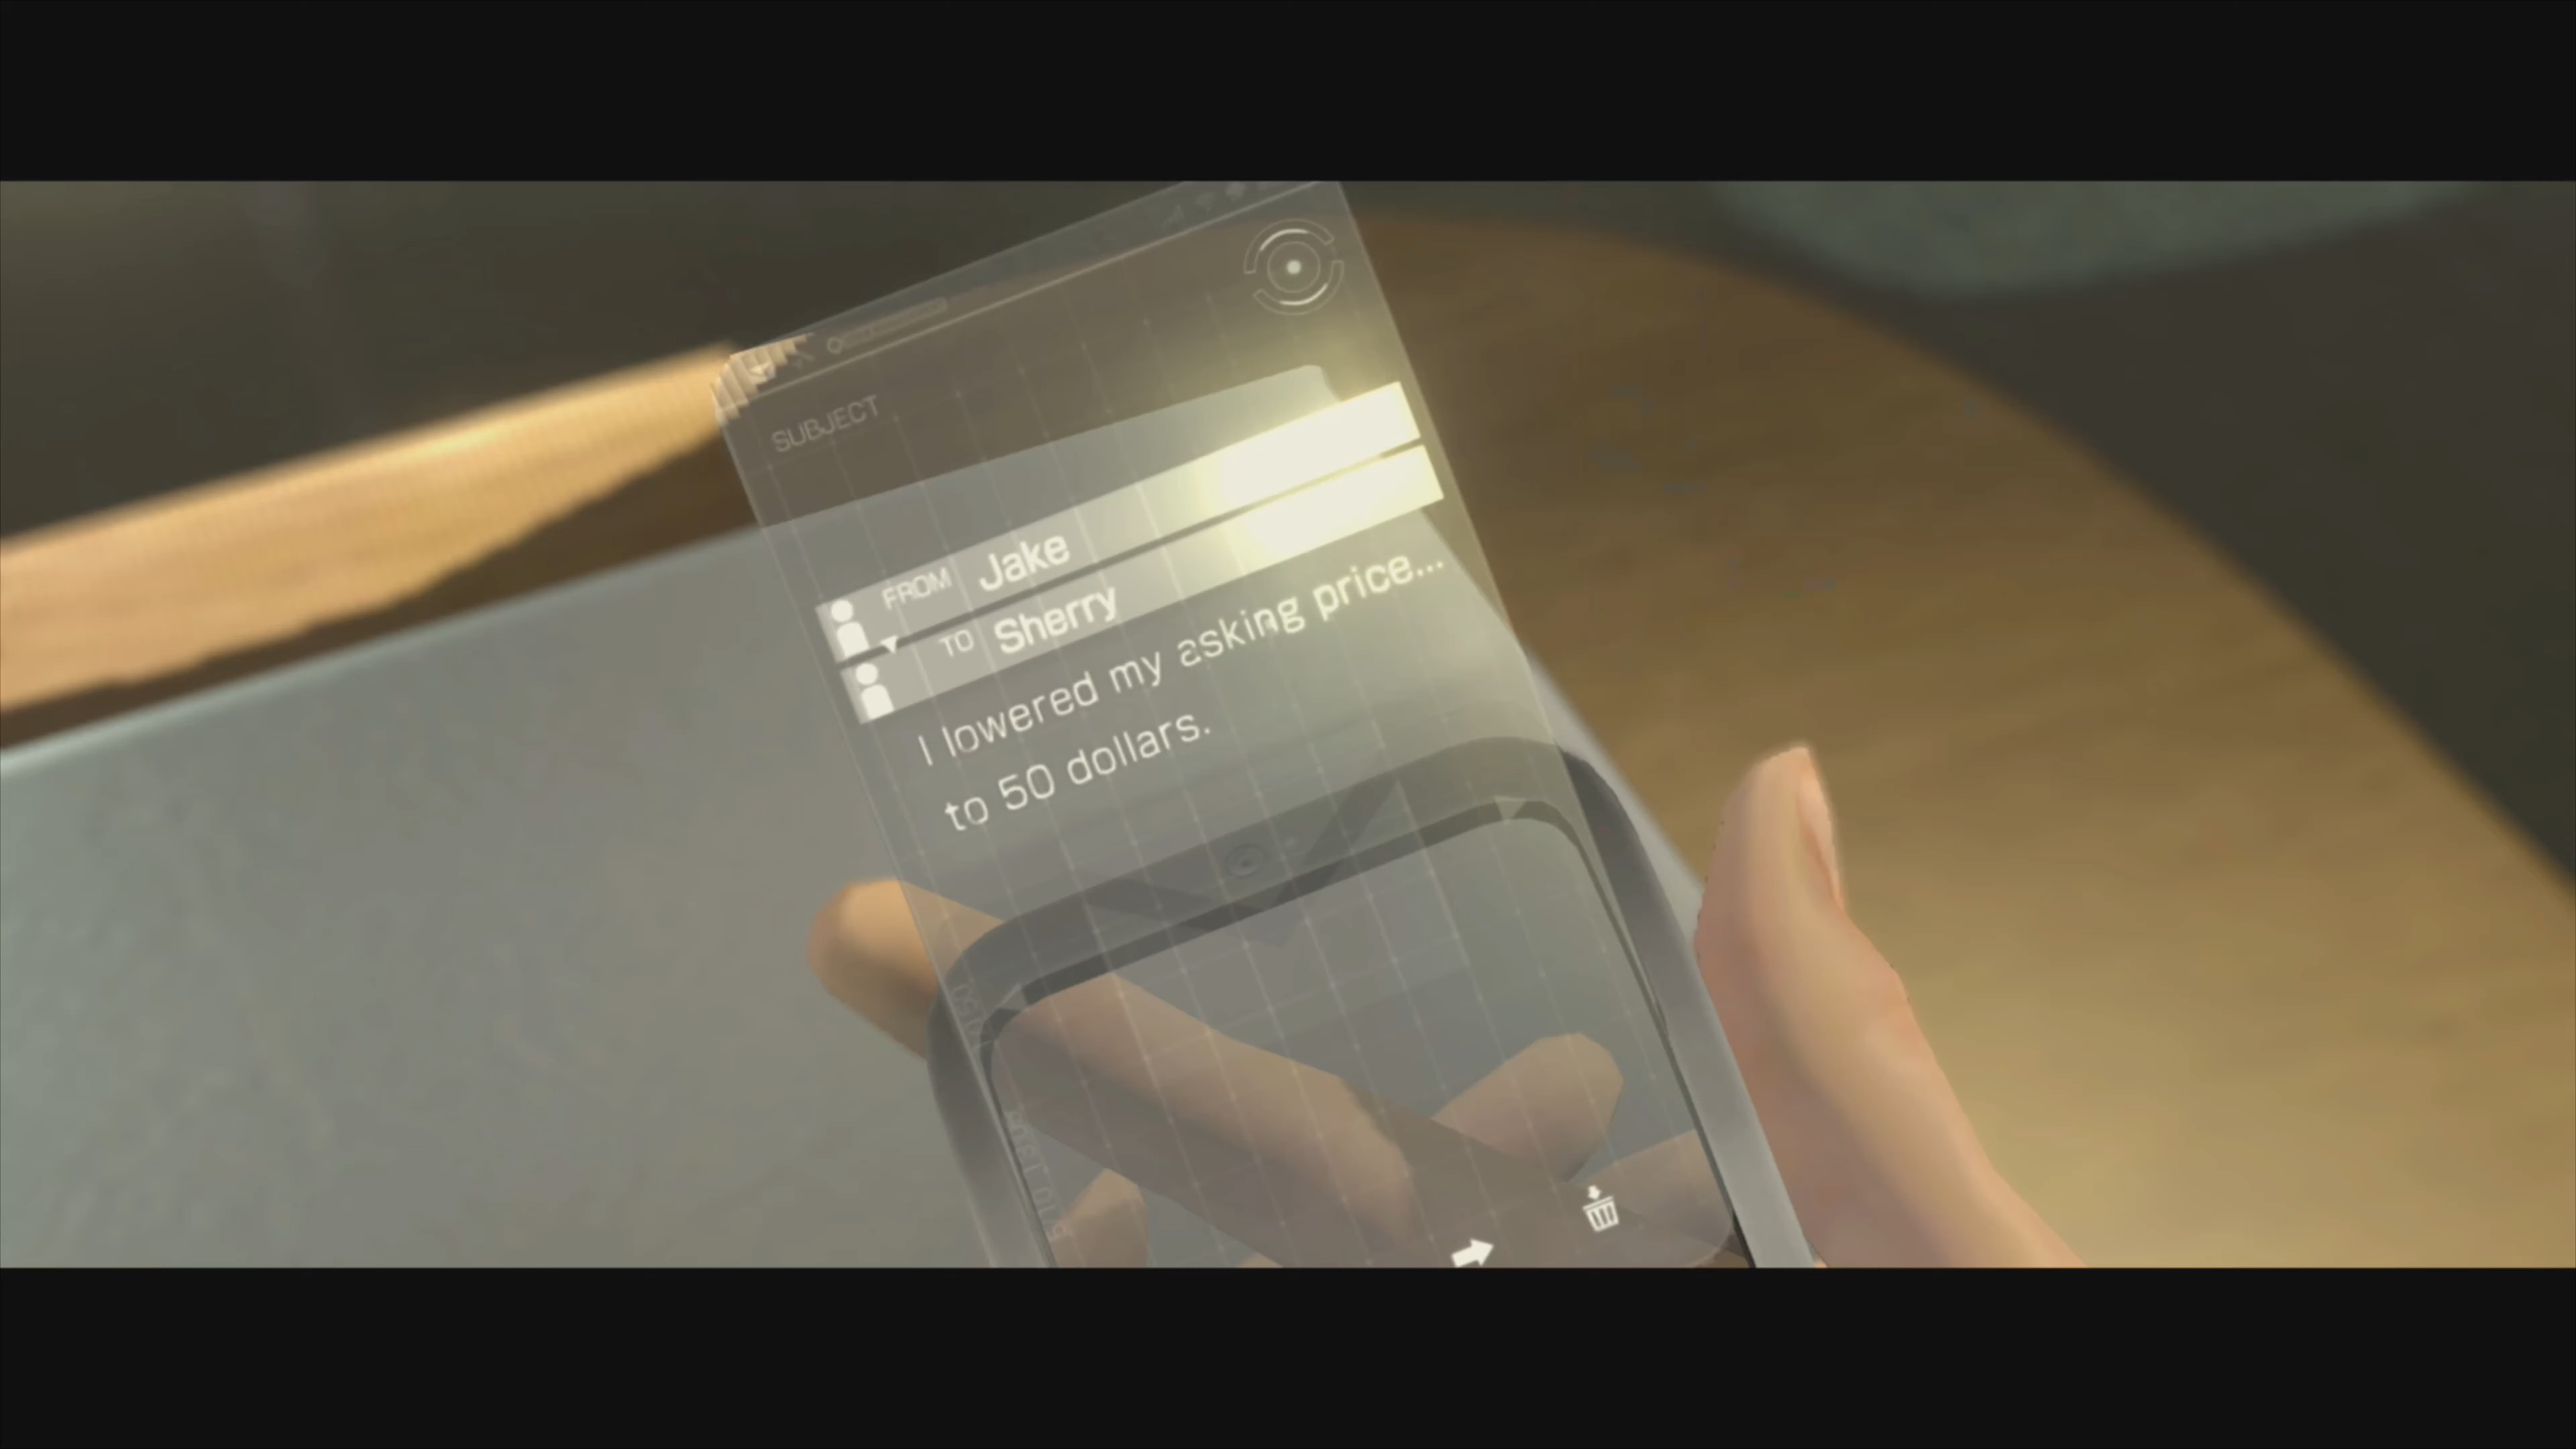 SUBJECT
FROM Jake
TO Sherry
I lowered my asking price...
to 50 dollars.